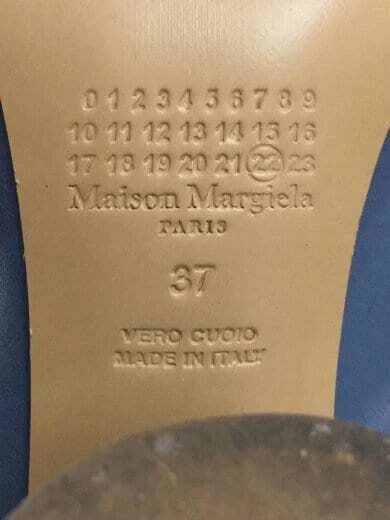 0 1 2 3 4 5 6 7 8 9
10 11 12 13 14 15 16
17 18 19 20 21 22 23
Maison Margiela
PARIS
37
VERO CUOIO
MADE IN ITALY